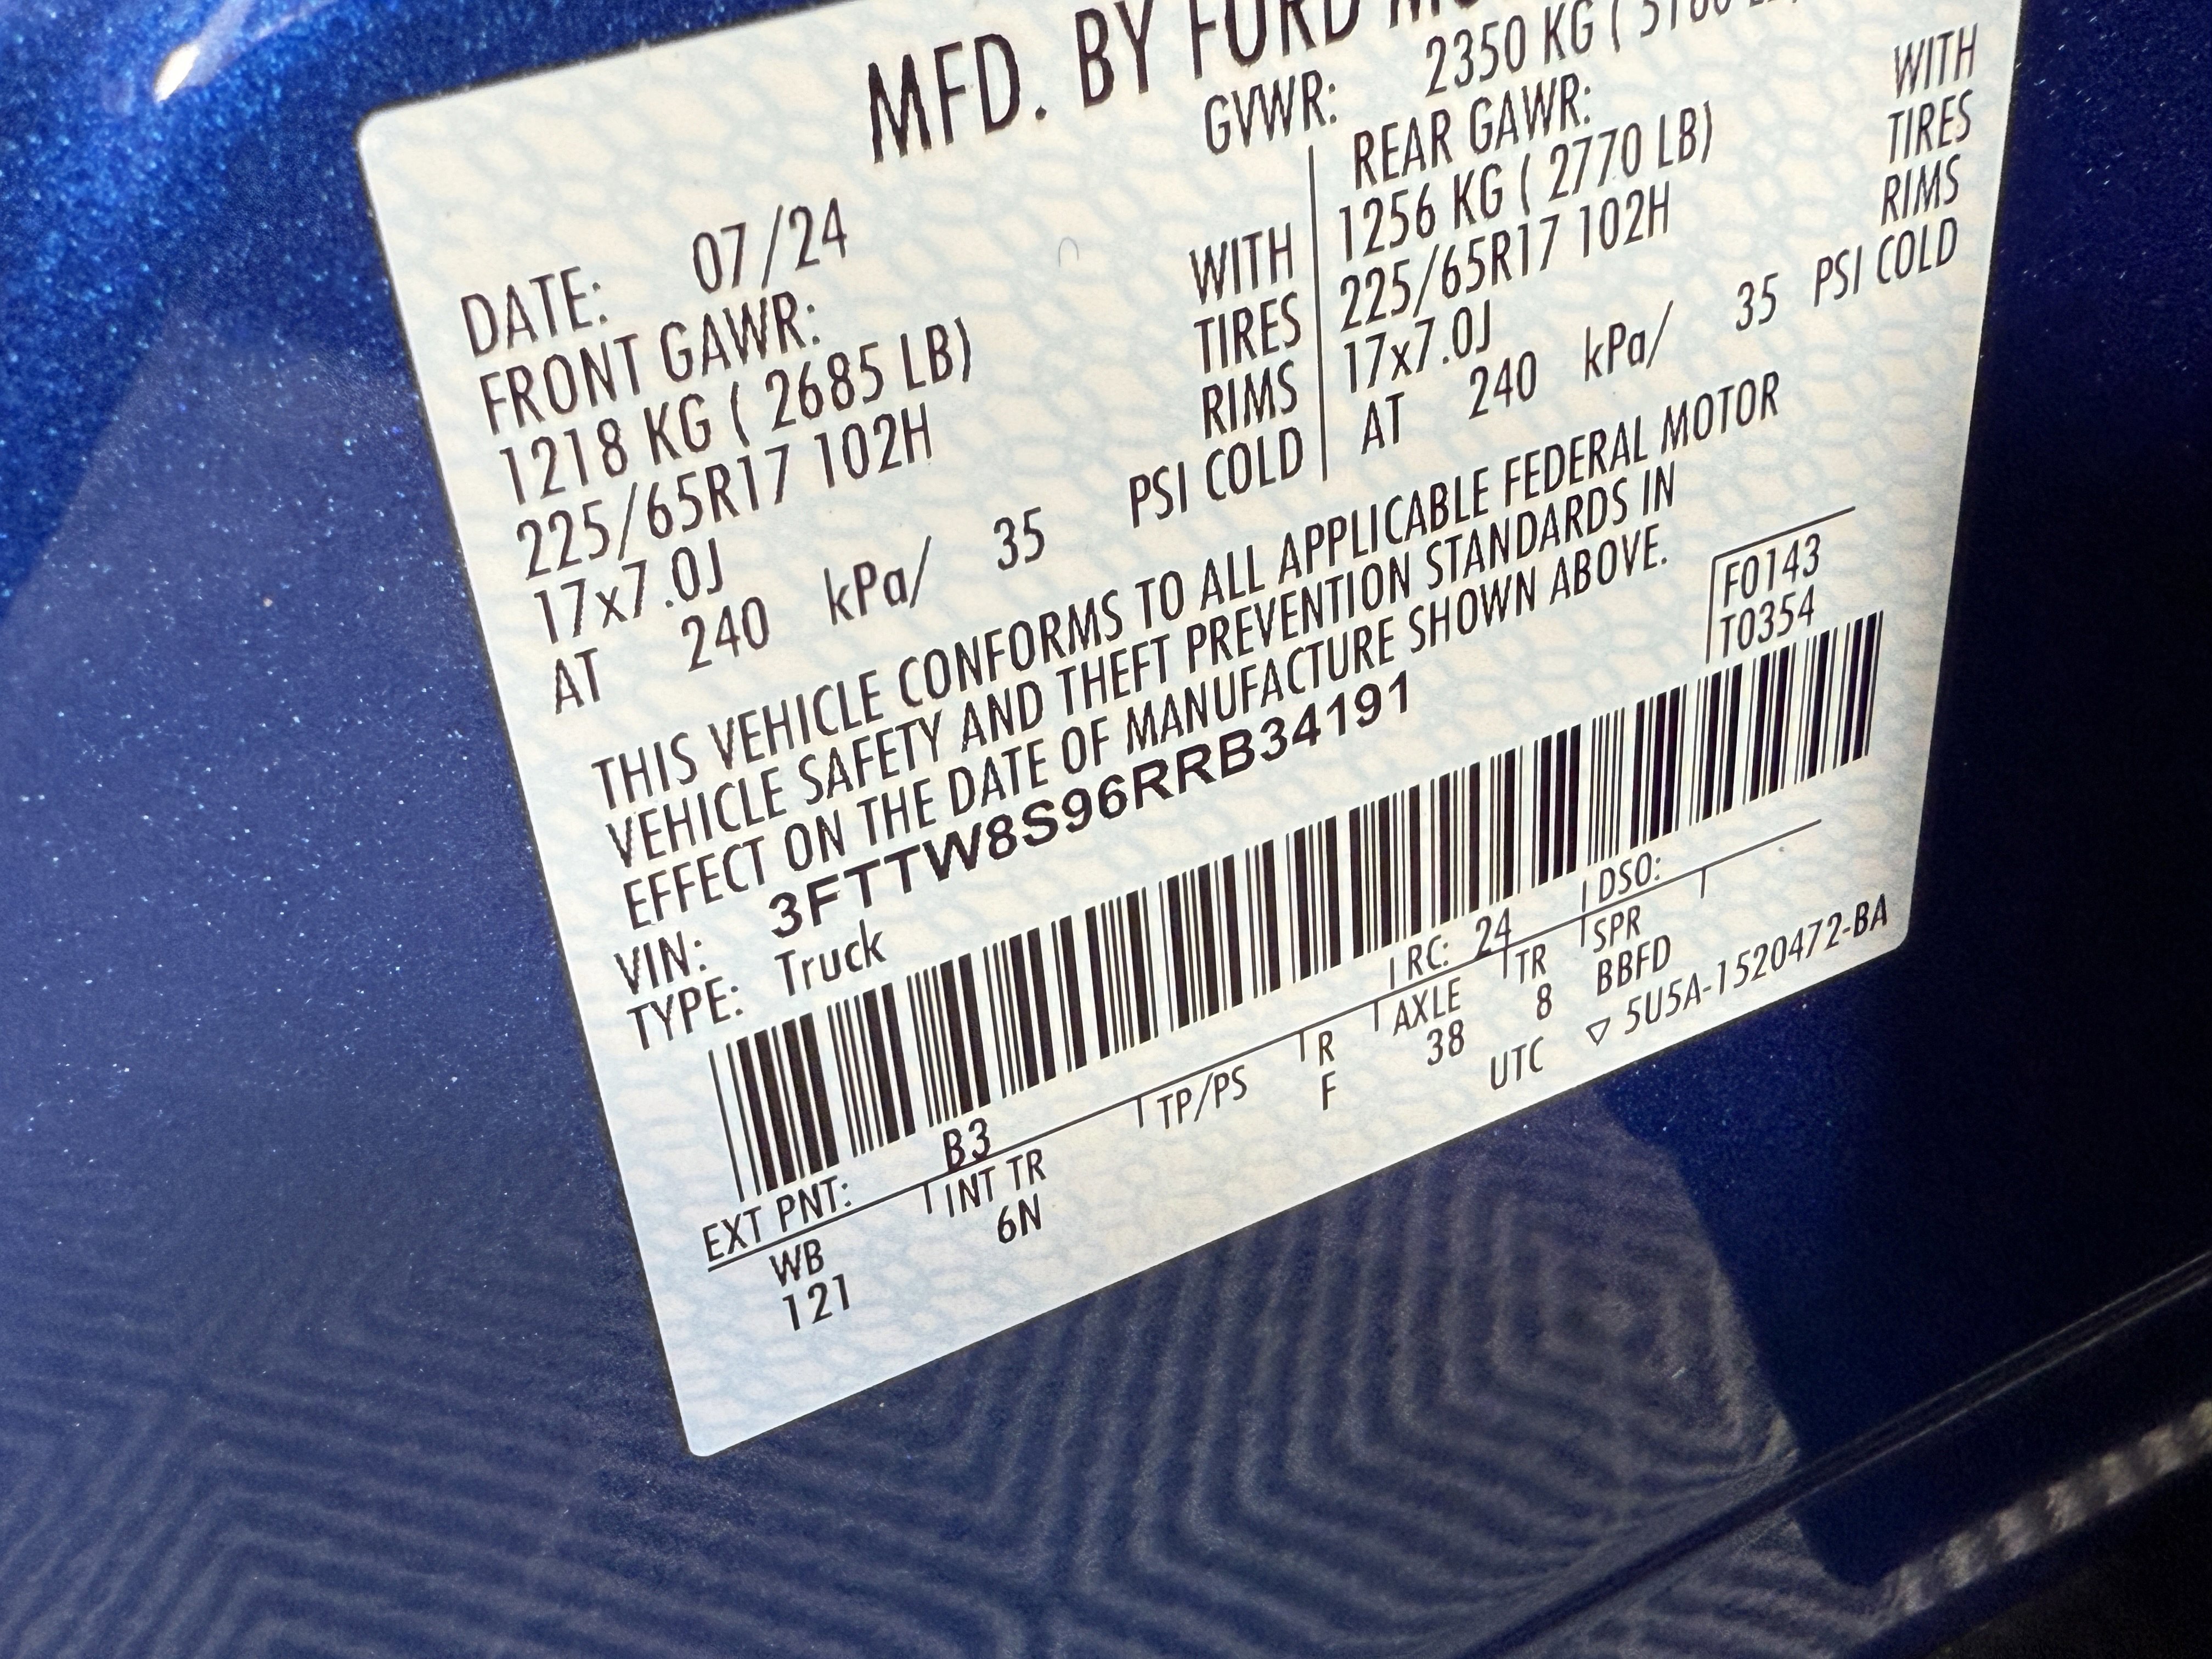 MFD. BY FORD
GVWR: 2350 KG (
DATE: 07/24
FRONT GAWR:
1218 KG ( 2685 LB) WITH
225/65R17 102H TIRES
17x7.0J RIMS
AT 240 kPa/ 35 PSI COLD
REAR GAWR:
1256 KG ( 2770 LB) WITH
225/65R17 102H TIRES
17x7.0J RIMS
AT 240 kPa/ 35 PSI COLD
THIS VEHICLE CONFORMS TO ALL APPLICABLE FEDERAL MOTOR
VEHICLE SAFETY AND THEFT PREVENTION STANDARDS IN
EFFECT ON THE DATE OF MANUFACTURE SHOWN ABOVE.
VIN: 3FTTW8S96RRB34191
TYPE: Truck
F0143
T0354
EXT PNT: B3 RC: 24 DSO:
WB INT TR TP/PS R AXLE TR SPR
121 6N F 38 8 BBFD
UTC ▽ 5U5A-1520472-BA